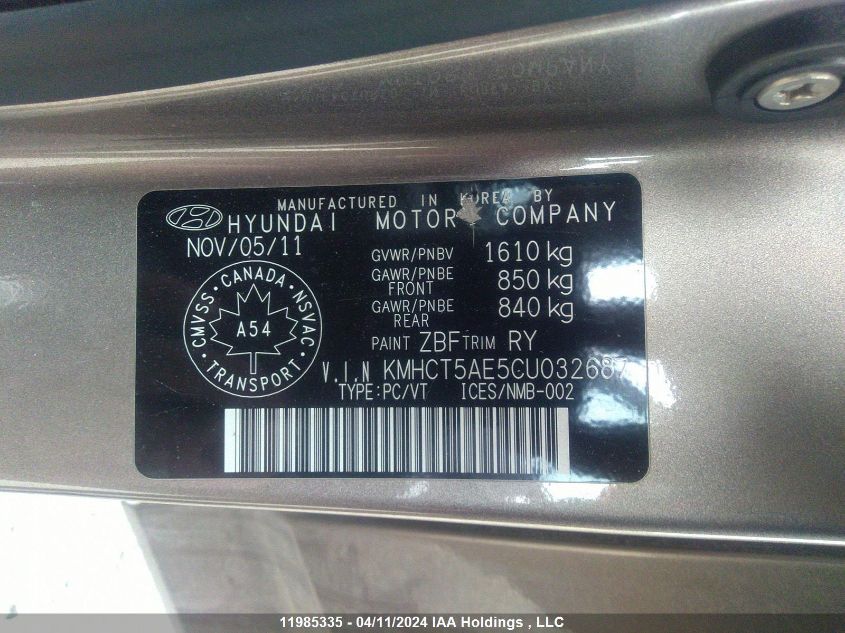 MANUFACTURED IN KOREA BY
HYUNDAI MOTOR COMPANY
NOV/05/11
GVWR/PNBV 1610 kg
GAWR/PNBE FRONT 850 kg
GAWR/PNBE REAR 840 kg
PAINT ZBF TRIM RY
CMVSS · CANADA · NSVAC
A54
TRANSPORT
V.I.N KMHCT5AE5CU032687
TYPE:PC/VT ICES/NMB-002
11985335 - 04/11/2024 IAA Holdings , LLC